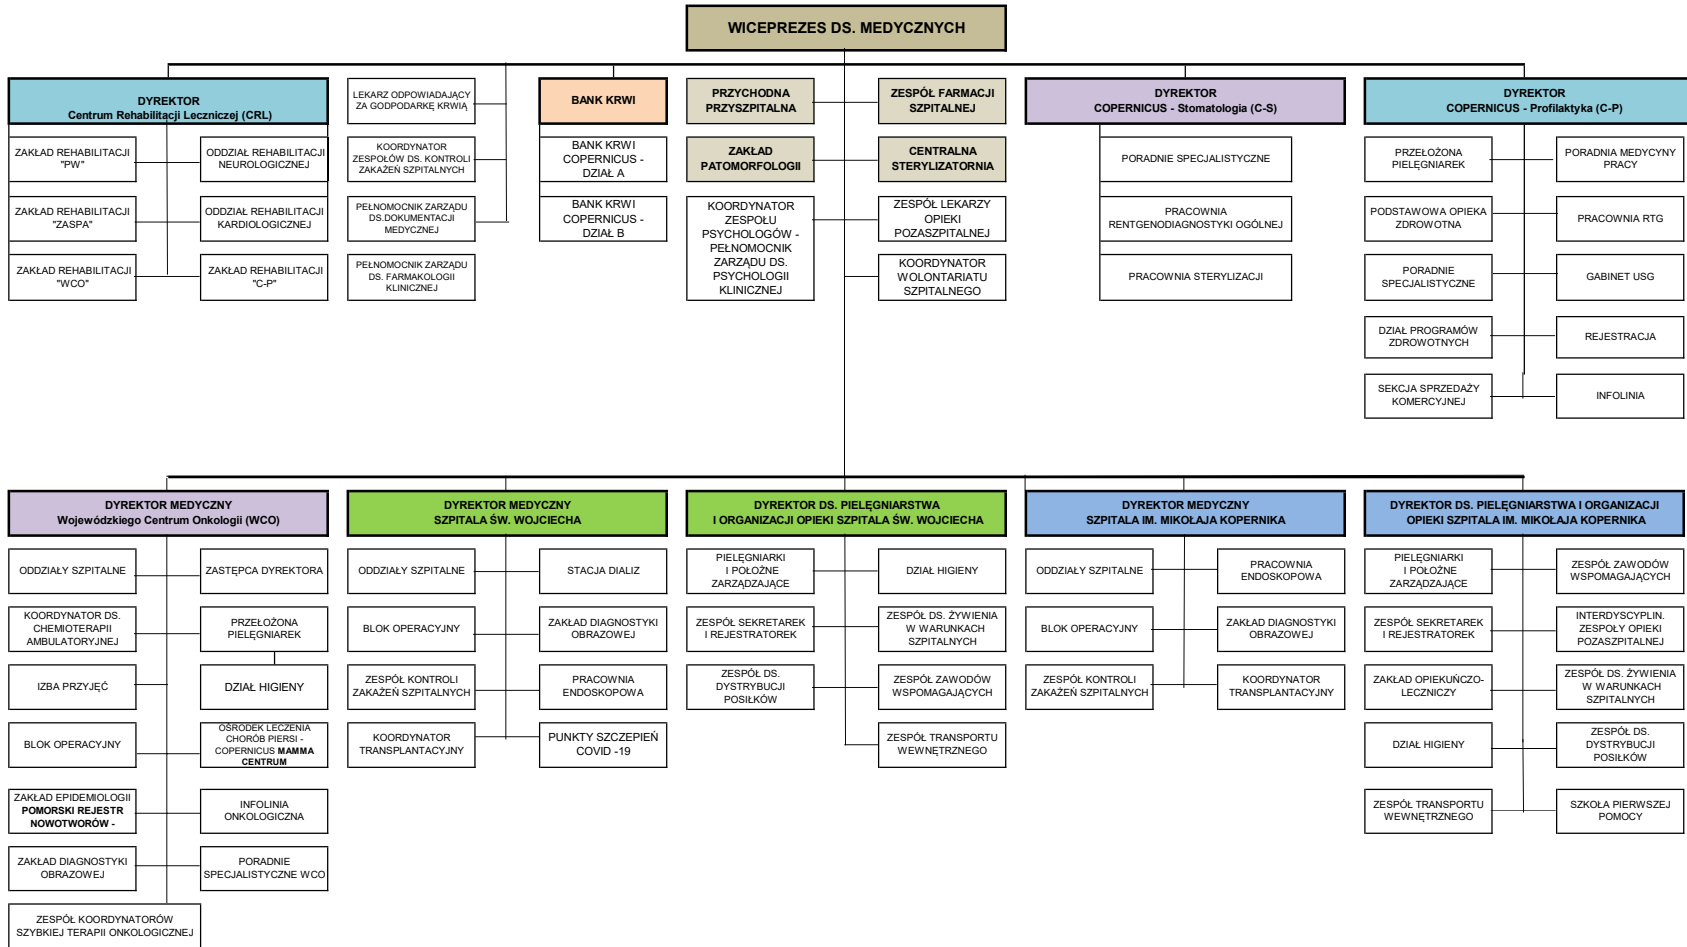 WICEPREZES DS. MEDYCZNYCH
DYREKTOR
Centrum Rehabilitacji Leczniczej (CRL)
ZAKŁAD REHABILITACJI
"PW"
ODDZIAŁ REHABILITACJI
NEUROLOGICZNEJ
ZAKŁAD REHABILITACJI
"ZASPA"
ODDZIAŁ REHABILITACJI
KARDIOLOGICZNEJ
ZAKŁAD REHABILITACJI
"WCO"
ZAKŁAD REHABILITACJI
"C-P"
LEKARZ ODPOWIADAJĄCY
ZA GODPODARKĘ KRWIĄ
KOORDYNATOR
ZESPOŁÓW DS. KONTROLI
ZAKAŻEŃ SZPITALNYCH
PEŁNOMOCNIK ZARZĄDU
DS.DOKUMENTACJI
MEDYCZNEJ
PEŁNOMOCNIK ZARZĄDU
DS. FARMAKOLOGII
KLINICZNEJ
BANK KRWI
BANK KRWI
COPERNICUS -
DZIAŁ A
BANK KRWI
COPERNICUS -
DZIAŁ B
PRZYCHODNA
PRZYSZPITALNA
ZESPÓŁ FARMACJI
SZPITALNEJ
ZAKŁAD
PATOMORFOLOGII
CENTRALNA
STERYLIZATORNIA
KOORDYNATOR
ZESPOŁU
PSYCHOLOGÓW -
PEŁNOMOCNIK
ZARZĄDU DS.
PSYCHOLOGII
KLINICZNEJ
ZESPÓŁ LEKARZY
OPIEKI
POZASZPITALNEJ
KOORDYNATOR
WOLONTARIATU
SZPITALNEGO
DYREKTOR
COPERNICUS - Stomatologia (C-S)
PORADNIE SPECJALISTYCZNE
PRACOWNIA
RENTGENODIAGNOSTYKI OGÓLNEJ
PRACOWNIA STERYLIZACJI
DYREKTOR
COPERNICUS - Profilaktyka (C-P)
PRZEŁOŻONA
PIELĘGNIAREK
PORADNIA MEDYCYNY
PRACY
PODSTAWOWA OPIEKA
ZDROWOTNA
PRACOWNIA RTG
PORADNIE
SPECJALISTYCZNE
GABINET USG
DZIAŁ PROGRAMÓW
ZDROWOTNYCH
REJESTRACJA
SEKCJA SPRZEDAŻY
KOMERCYJNEJ
INFOLINIA
DYREKTOR MEDYCZNY
Wojewódzkiego Centrum Onkologii (WCO)
ODDZIAŁY SZPITALNE
ZASTĘPCA DYREKTORA
KOORDYNATOR DS.
CHEMIOTERAPII
AMBULATORYJNEJ
PRZEŁOŻONA
PIELĘGNIAREK
IZBA PRZYJĘĆ
DZIAŁ HIGIENY
BLOK OPERACYJNY
OŚRODEK LECZENIA
CHORÓB PIERSI -
COPERNICUS MAMMA
CENTRUM
ZAKŁAD EPIDEMIOLOGII
POMORSKI REJESTR
NOWOTWORÓW -
INFOLINIA
ONKOLOGICZNA
ZAKŁAD DIAGNOSTYKI
OBRAZOWEJ
PORADNIE
SPECJALISTYCZNE WCO
ZESPÓŁ KOORDYNATORÓW
SZYBKIEJ TERAPII ONKOLOGICZNEJ
DYREKTOR MEDYCZNY
SZPITALA ŚW. WOJCIECHA
ODDZIAŁY SZPITALNE
STACJA DIALIZ
BLOK OPERACYJNY
ZAKŁAD DIAGNOSTYKI
OBRAZOWEJ
ZESPÓŁ KONTROLI
ZAKAŻEŃ SZPITALNYCH
PRACOWNIA
ENDOSKOPOWA
KOORDYNATOR
TRANSPLANTACYJNY
PUNKTY SZCZEPIEŃ
COVID -19
DYREKTOR DS. PIELĘGNIARSTWA
I ORGANIZACJI OPIEKI SZPITALA ŚW. WOJCIECHA
PIELĘGNIARKI
I POŁOŻNE
ZARZĄDZAJĄCE
DZIAŁ HIGIENY
ZESPÓŁ SEKRETAREK
I REJESTRATOREK
ZESPÓŁ DS. ŻYWIENIA
W WARUNKACH
SZPITALNYCH
ZESPÓŁ DS.
DYSTRYBUCJI
POSIŁKÓW
ZESPÓŁ ZAWODÓW
WSPOMAGAJĄCYCH
ZESPÓŁ TRANSPORTU
WEWNĘTRZNEGO
DYREKTOR MEDYCZNY
SZPITALA IM. MIKOŁAJA KOPERNIKA
ODDZIAŁY SZPITALNE
PRACOWNIA
ENDOSKOPOWA
BLOK OPERACYJNY
ZAKŁAD DIAGNOSTYKI
OBRAZOWEJ
ZESPÓŁ KONTROLI
ZAKAŻEŃ SZPITALNYCH
KOORDYNATOR
TRANSPLANTACYJNY
DYREKTOR DS. PIELĘGNIARSTWA I ORGANIZACJI
OPIEKI SZPITALA IM. MIKOŁAJA KOPERNIKA
PIELĘGNIARKI
I POŁOŻNE
ZARZĄDZAJĄCE
ZESPÓŁ ZAWODÓW
WSPOMAGAJĄCYCH
ZESPÓŁ SEKRETAREK
I REJESTRATOREK
INTERDYSCYPLIN.
ZESPOŁY OPIEKI
POZASZPITALNEJ
ZAKŁAD OPIEKUŃCZO-
LECZNICZY
ZESPÓŁ DS. ŻYWIENIA
W WARUNKACH
SZPITALNYCH
DZIAŁ HIGIENY
ZESPÓŁ DS.
DYSTRYBUCJI
POSIŁKÓW
ZESPÓŁ TRANSPORTU
WEWNĘTRZNEGO
SZKOŁA PIERWSZEJ
POMOCY